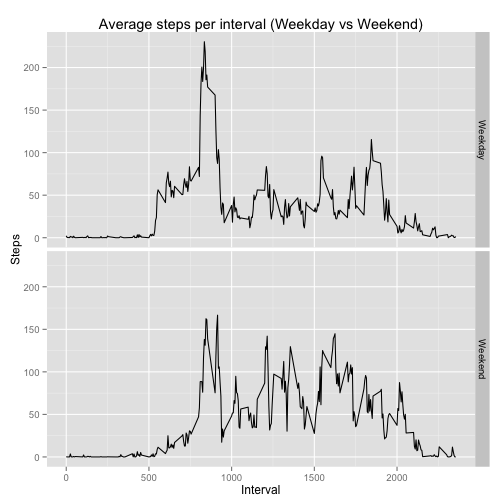 Average steps per interval (Weekday vs Weekend)
200
150
100
50
0
Weekday
Steps
200
150
100
50
0
Weekend
0 500 1000 1500 2000
Interval